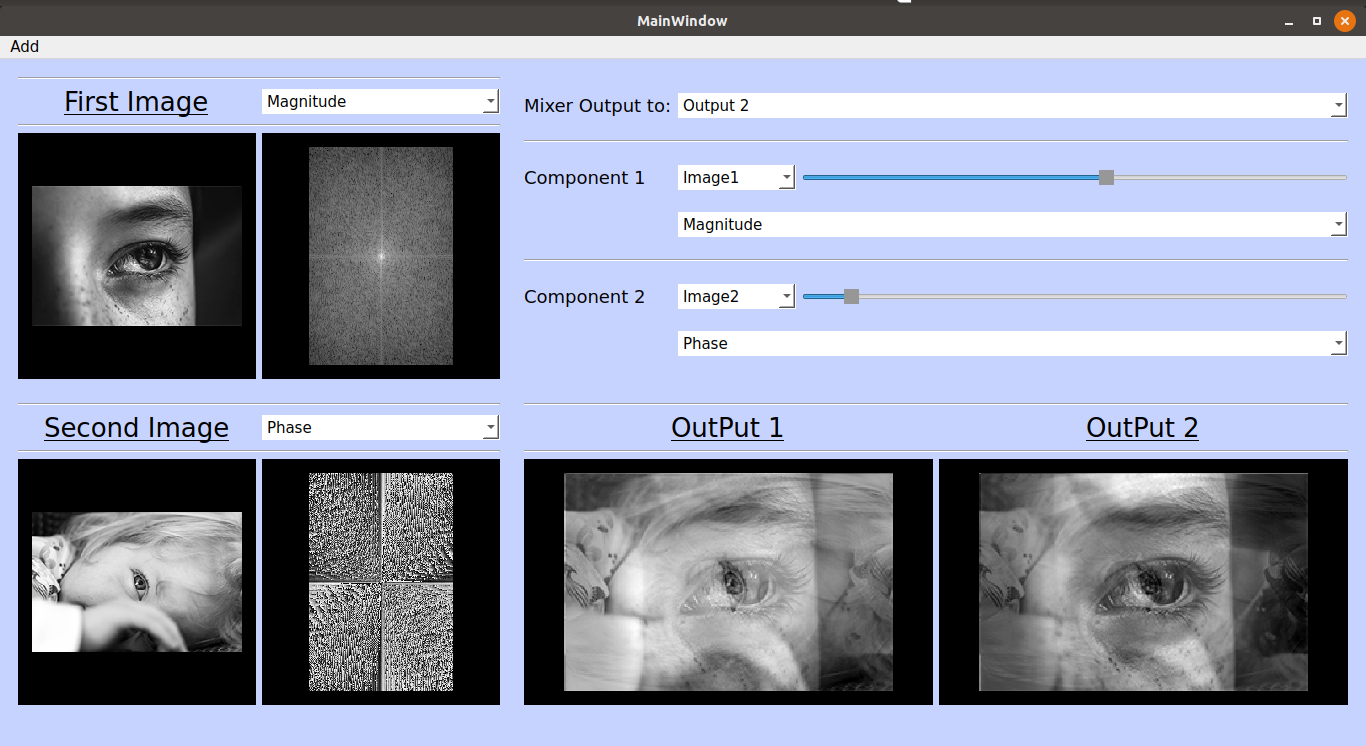 MainWindow
Add
First Image
Magnitude
Mixer Output to:
Output 2
Component 1
Image1
Magnitude
Component 2
Image2
Phase
Second Image
Phase
OutPut 1
OutPut 2